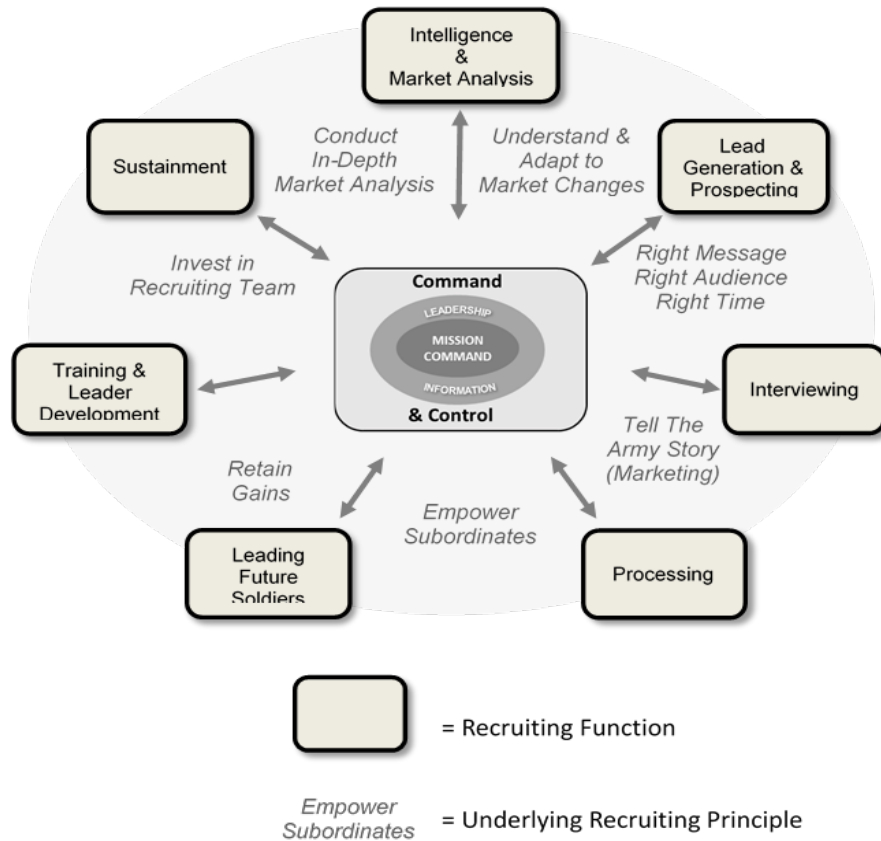 Intelligence
&
Market Analysis
Conduct
In-Depth
Market Analysis
Understand &
Adapt to
Market Changes
Sustainment
Lead
Generation &
Prospecting
Invest in
Recruiting Team
Right Message
Right Audience
Right Time
Command
LEADERSHIP
MISSION
COMMAND
INFORMATION
& Control
Training &
Leader
Development
Interviewing
Tell The
Army Story
(Marketing)
Retain
Gains
Empower
Subordinates
Leading
Future
Soldiers
Processing
= Recruiting Function
Empower
Subordinates
= Underlying Recruiting Principle